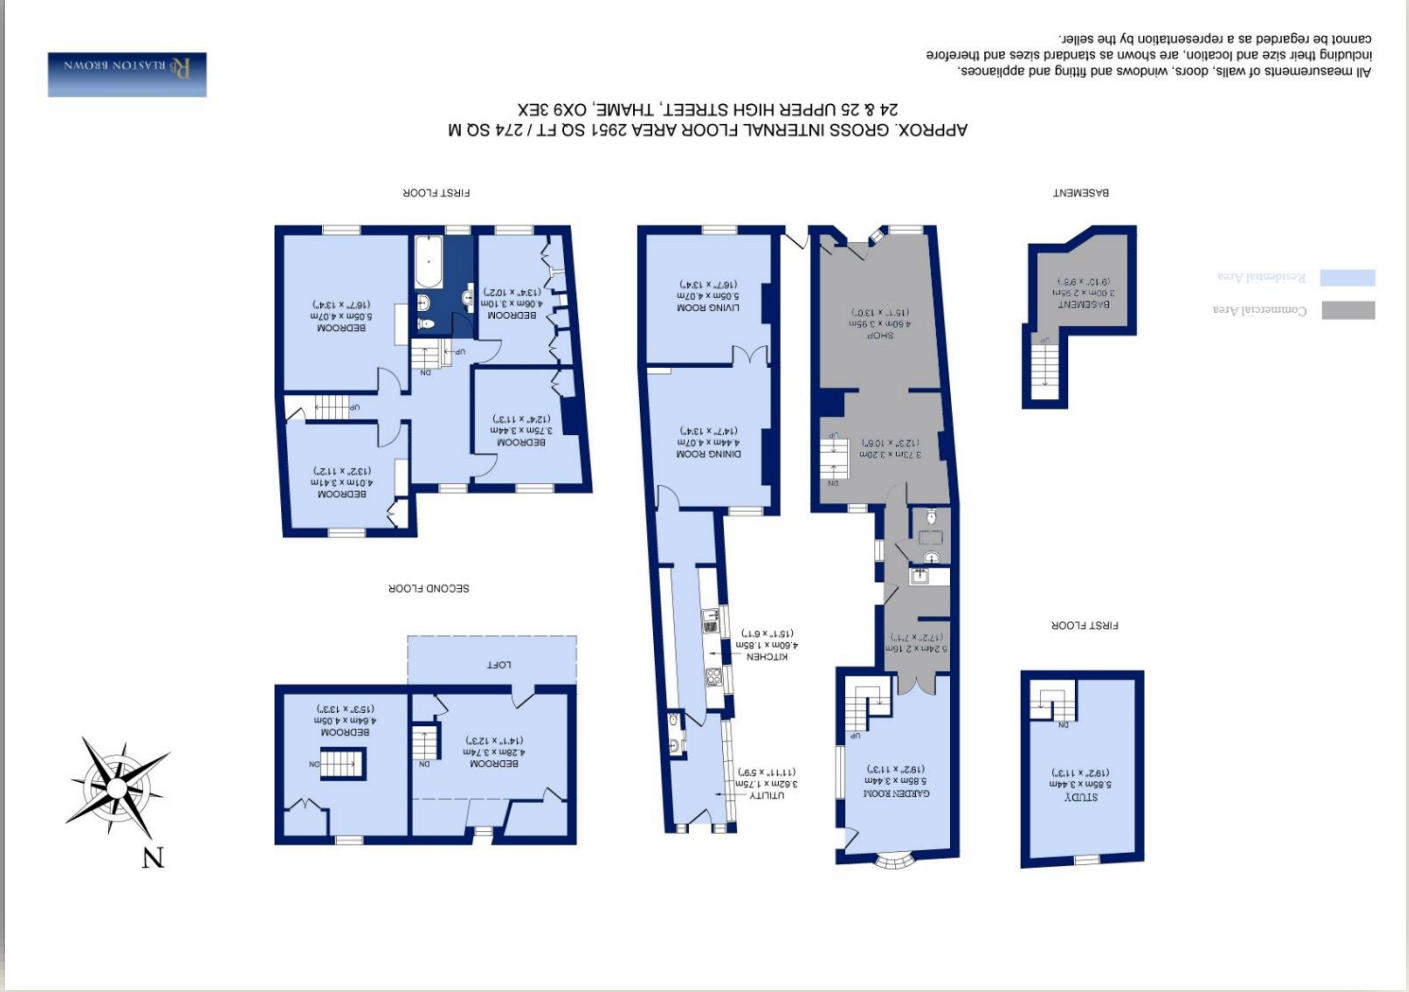 N
STUDY
5.85m x 3.44m
(19'2" x 11'3")
DN
FIRST FLOOR
GARDEN ROOM
5.85m x 3.44m
(19'2" x 11'3")
UP
5.24m x 2.16m
(17'2" x 7'1")
3.73m x 3.20m
(12'3" x 10'6")
DN
UP
SHOP
4.60m x 3.95m
(15'1" x 13'0")
UTILITY
3.62m x 1.75m
(11'11" x 5'9")
KITCHEN
4.60m x 1.85m
(15'1" x 6'1")
DINING ROOM
4.44m x 4.07m
(14'7" x 13'4")
LIVING ROOM
5.05m x 4.07m
(16'7" x 13'4")
BEDROOM
4.28m x 3.74m
(14'1" x 12'3")
DN
LOFT
BEDROOM
4.64m x 4.05m
(15'3" x 13'3")
DN
SECOND FLOOR
BEDROOM
4.01m x 3.41m
(13'2" x 11'2")
UP
BEDROOM
3.75m x 3.44m
(12'4" x 11'3")
DN
UP
BEDROOM
4.06m x 3.10m
(13'4" x 10'2")
BEDROOM
5.05m x 4.07m
(16'7" x 13'4")
FIRST FLOOR
Commercial Area
Residential Area
UP
BASEMENT
3.00m x 2.95m
(9'10" x 9'8")
BASEMENT
APPROX. GROSS INTERNAL FLOOR AREA 2951 SQ FT / 274 SQ M
24 & 25 UPPER HIGH STREET, THAME, OX9 3EX
All measurements of walls, doors, windows and fitting and appliances,
including their size and location, are shown as standard sizes and therefore
cannot be regarded as a representation by the seller.
RB REASTON BROWN